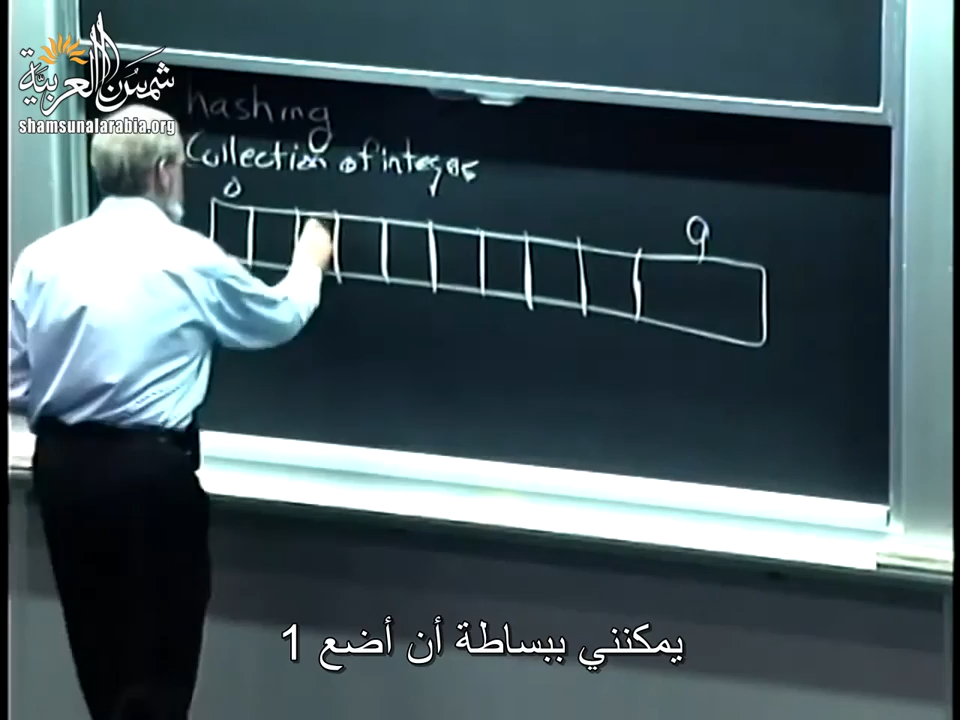 شمس العربية
shamsunalarabia.org
hashing
Collection of integers
0
9
يمكنني ببساطة أن أضع 1